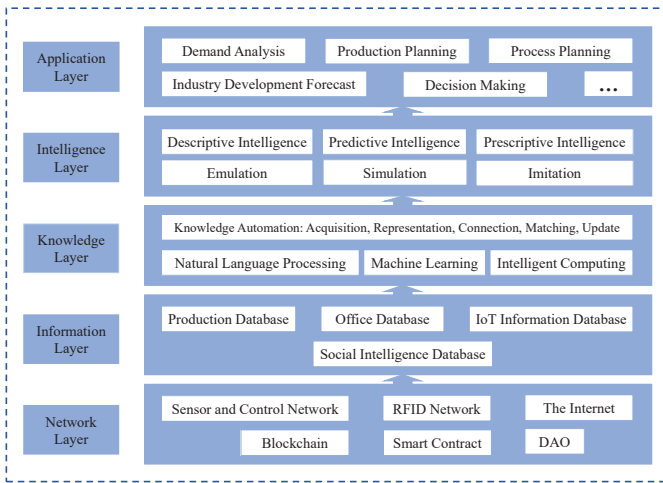 Application
Layer
Demand Analysis
Production Planning
Process Planning
Industry Development Forecast
Decision Making
...
Intelligence
Layer
Descriptive Intelligence
Predictive Intelligence
Prescriptive Intelligence
Emulation
Simulation
Imitation
Knowledge
Layer
Knowledge Automation: Acquisition, Representation, Connection, Matching, Update
Natural Language Processing
Machine Learning
Intelligent Computing
Information
Layer
Production Database
Office Database
IoT Information Database
Social Intelligence Database
Network
Layer
Sensor and Control Network
RFID Network
The Internet
Blockchain
Smart Contract
DAO